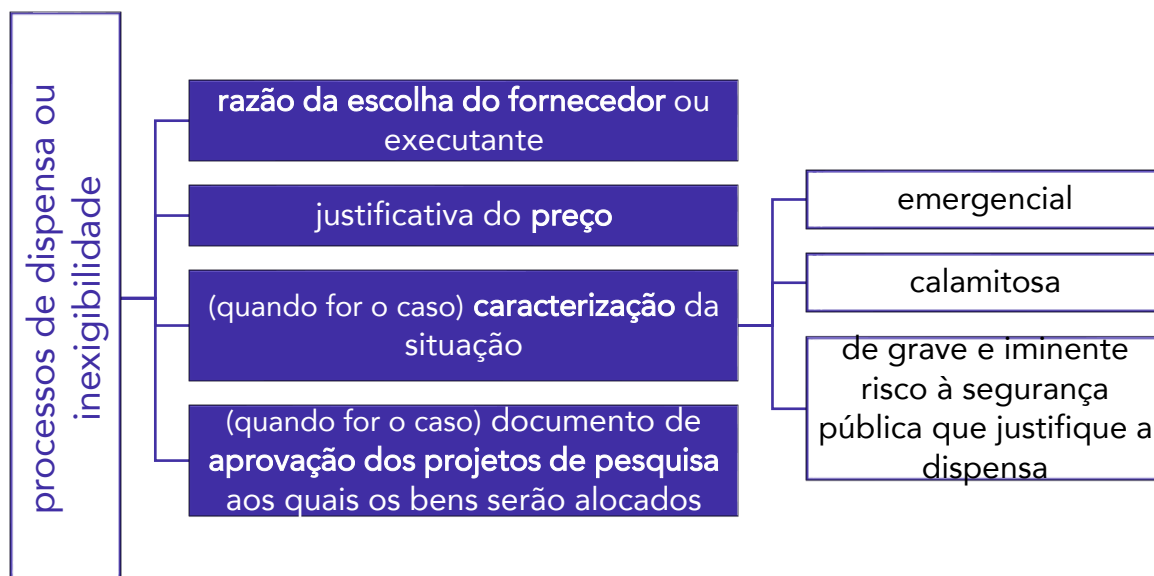 processos de dispensa ou
inexigibilidade
razão da escolha do fornecedor ou
executante
justificativa do preço
(quando for o caso) caracterização da
situação
emergencial
calamitosa
de grave e iminente
risco à segurança
pública que justifique a
dispensa
(quando for o caso) documento de
aprovação dos projetos de pesquisa
aos quais os bens serão alocados